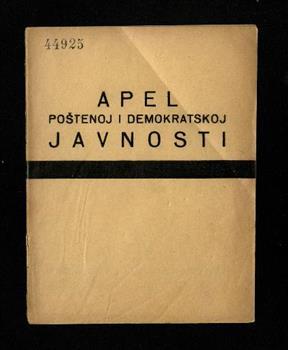 44925
APEL
POŠTENOJ I DEMOKRATSKOJ
JAVNOSTI